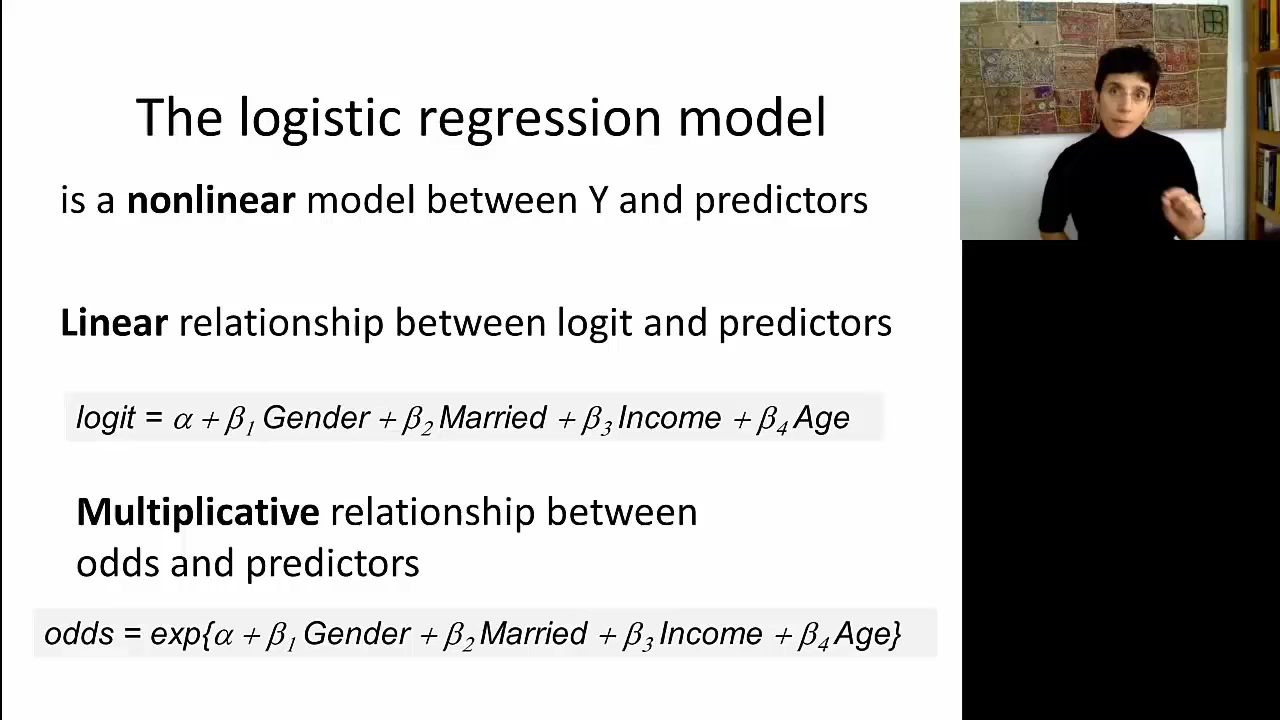 The logistic regression model
is a nonlinear model between Y and predictors
Linear relationship between logit and predictors
logit = α + β1 Gender + β2 Married + β3 Income + β4 Age
Multiplicative relationship between
odds and predictors
odds = exp{α + β1 Gender + β2 Married + β3 Income + β4 Age}